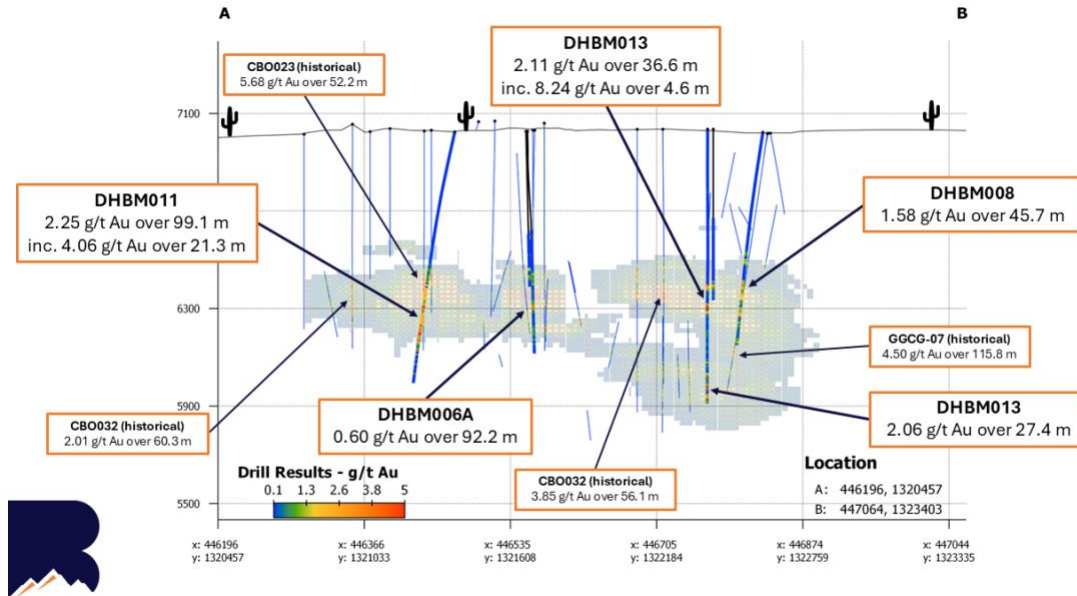 A
B
CBO023 (historical)
5.68 g/t Au over 52.2 m
DHBM013
2.11 g/t Au over 36.6 m
inc. 8.24 g/t Au over 4.6 m
7100
DHBM011
2.25 g/t Au over 99.1 m
inc. 4.06 g/t Au over 21.3 m
DHBM008
1.58 g/t Au over 45.7 m
6300
GGCG-07 (historical)
4.50 g/t Au over 115.8 m
5900
CBO032 (historical)
2.01 g/t Au over 60.3 m
DHBM006A
0.60 g/t Au over 92.2 m
DHBM013
2.06 g/t Au over 27.4 m
CBO032 (historical)
3.85 g/t Au over 56.1 m
Drill Results - g/t Au
0.1 1.3 2.6 3.8 5
Location
A: 446196, 1320457
B: 447064, 1323403
5500
x: 446196 x: 446366 x: 446535 x: 446705 x: 446874 x: 447044
y: 1320457 y: 1321033 y: 1321608 y: 1322184 y: 1322759 y: 1323335